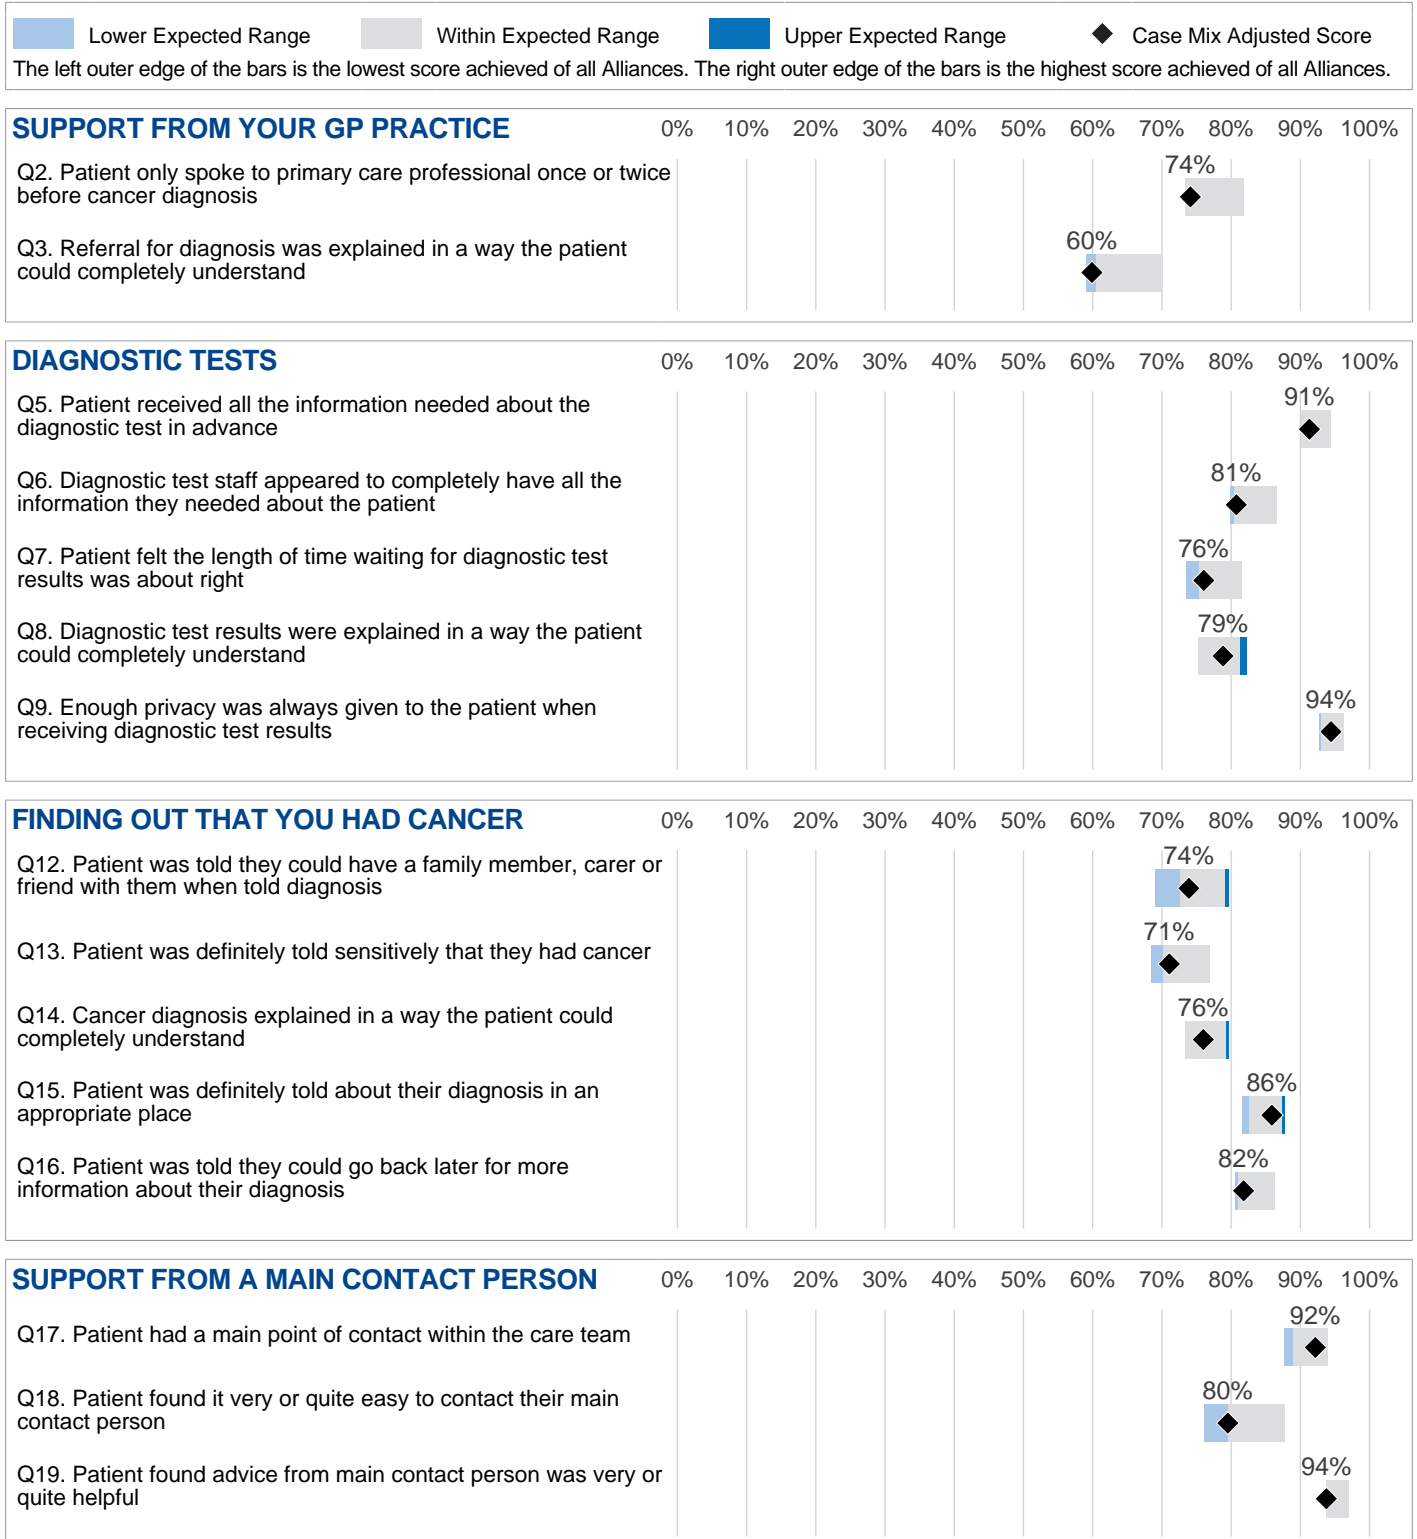 Lower Expected Range Within Expected Range Upper Expected Range Case Mix Adjusted Score
The left outer edge of the bars is the lowest score achieved of all Alliances. The right outer edge of the bars is the highest score achieved of all Alliances.
SUPPORT FROM YOUR GP PRACTICE 0% 10% 20% 30% 40% 50% 60% 70% 80% 90% 100%
74%
Q2. Patient only spoke to primary care professional once or twice
before cancer diagnosis
60%
Q3. Referral for diagnosis was explained in a way the patient
could completely understand
DIAGNOSTIC TESTS 0% 10% 20% 30% 40% 50% 60% 70% 80% 90% 100%
91%
Q5. Patient received all the information needed about the
diagnostic test in advance
81%
Q6. Diagnostic test staff appeared to completely have all the
information they needed about the patient
76%
Q7. Patient felt the length of time waiting for diagnostic test
results was about right
79%
Q8. Diagnostic test results were explained in a way the patient
could completely understand
94%
Q9. Enough privacy was always given to the patient when
receiving diagnostic test results
FINDING OUT THAT YOU HAD CANCER 0% 10% 20% 30% 40% 50% 60% 70% 80% 90% 100%
74%
Q12. Patient was told they could have a family member, carer or
friend with them when told diagnosis
71%
Q13. Patient was definitely told sensitively that they had cancer
76%
Q14. Cancer diagnosis explained in a way the patient could
completely understand
86%
Q15. Patient was definitely told about their diagnosis in an
appropriate place
82%
Q16. Patient was told they could go back later for more
information about their diagnosis
SUPPORT FROM A MAIN CONTACT PERSON 0% 10% 20% 30% 40% 50% 60% 70% 80% 90% 100%
92%
Q17. Patient had a main point of contact within the care team
80%
Q18. Patient found it very or quite easy to contact their main
contact person
94%
Q19. Patient found advice from main contact person was very or
quite helpful